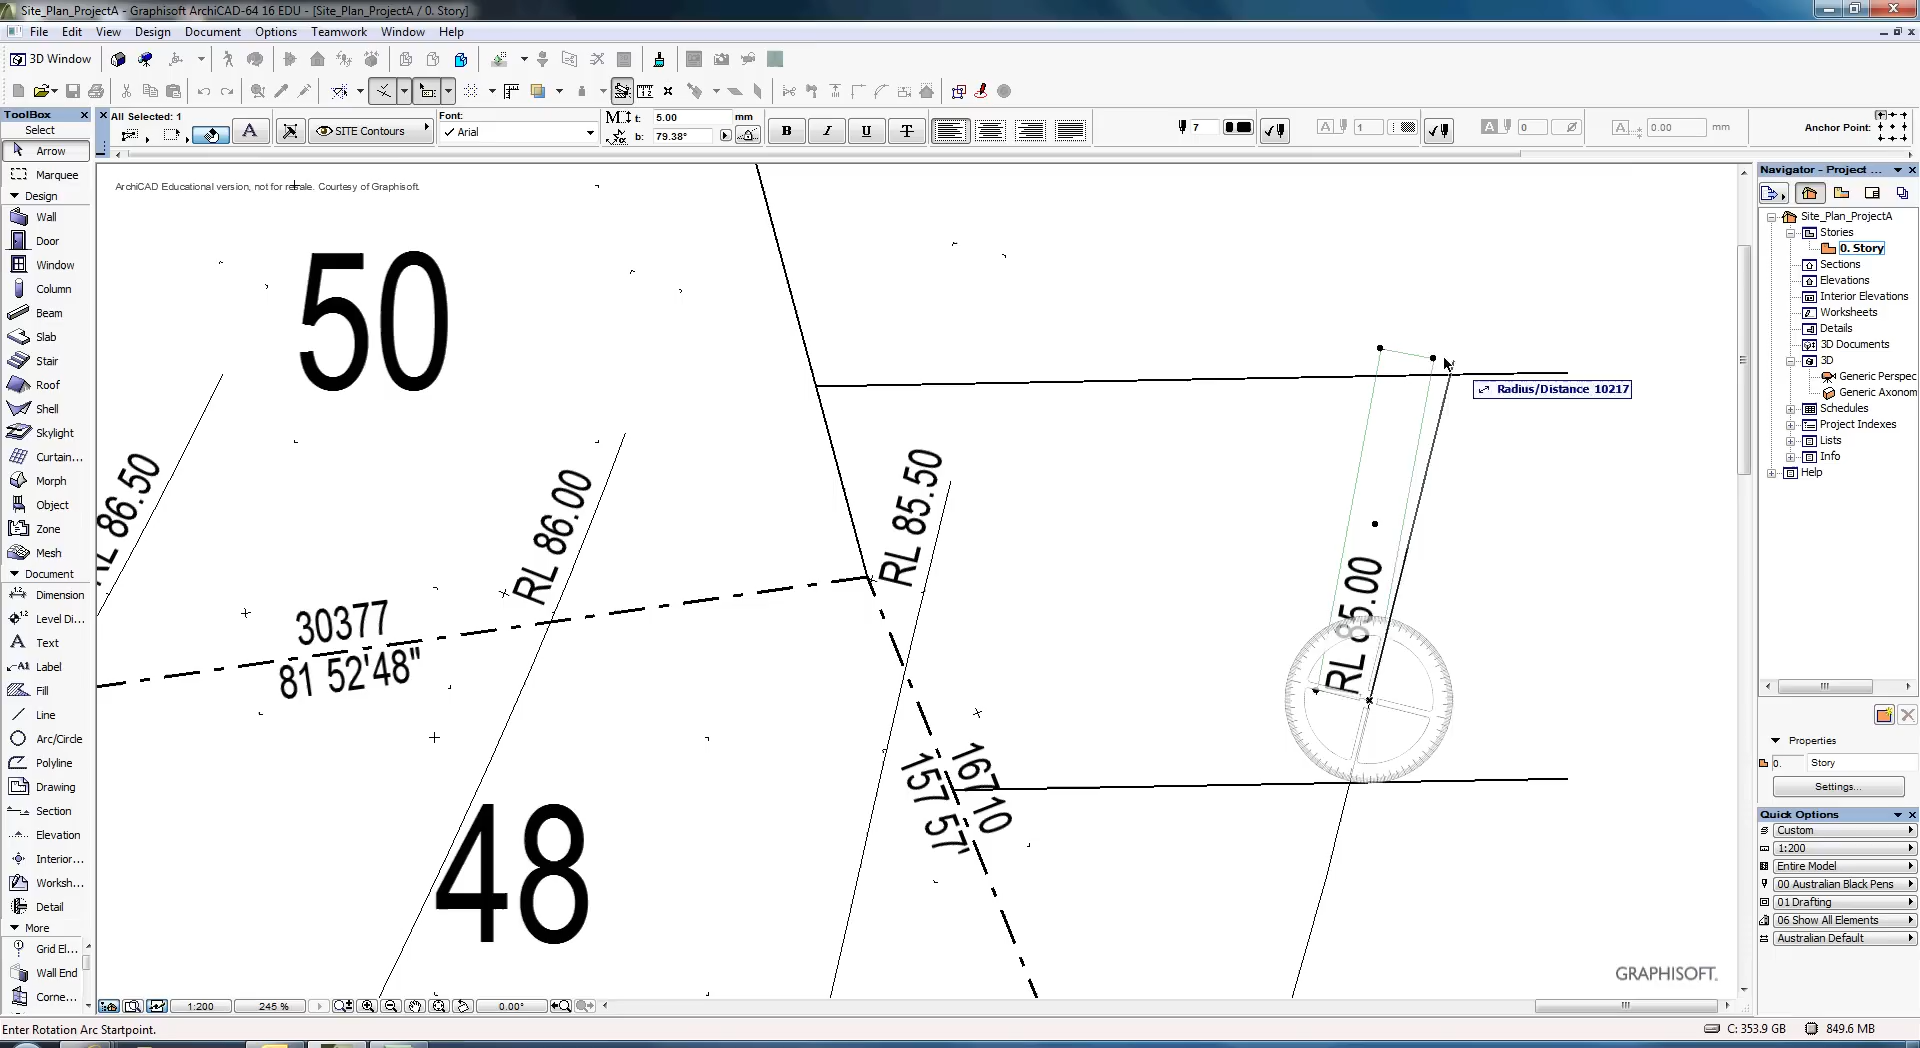 Site_Plan_ProjectA - Graphisoft ArchiCAD-64 16 EDU - [Site_Plan_ProjectA / 0. Story]
File Edit View Design Document Options Teamwork Window Help
3D Window
ToolBox
Select
Arrow
Marquee
Design
Wall
Door
Window
Column
Beam
Slab
Stair
Roof
Shell
Skylight
Curtain...
Morph
Object
Zone
Mesh
Document
Dimension
Level Di...
Text
Label
Fill
Line
Arc/Circle
Polyline
Drawing
Section
Elevation
Interior...
Worksh...
Detail
More
Grid El...
Wall End
Corne...
All Selected: 1
SITE Contours
Font:
Arial
t: 5.00 mm
b: 79.38°
B I U T
7
1
0
0.00 mm
Anchor Point:
ArchiCAD Educational version, not for resale. Courtesy of Graphisoft.
50
RL 86.50
RL 86.00
RL 85.50
RL 85.00
Radius/Distance 10217
30377
81 52'48"
16710
157 57'
48
GRAPHISOFT.
1:200
245 %
0.00°
Navigator - Project ...
Site_Plan_ProjectA
Stories
0. Story
Sections
Elevations
Interior Elevations
Worksheets
Details
3D Documents
3D
Generic Perspec
Generic Axonom
Schedules
Project Indexes
Lists
Info
Help
Properties
0. Story
Settings...
Quick Options
Custom
1:200
Entire Model
00 Australian Black Pens
01 Drafting
06 Show All Elements
Australian Default
Enter Rotation Arc Startpoint.
C: 353.9 GB
849.6 MB